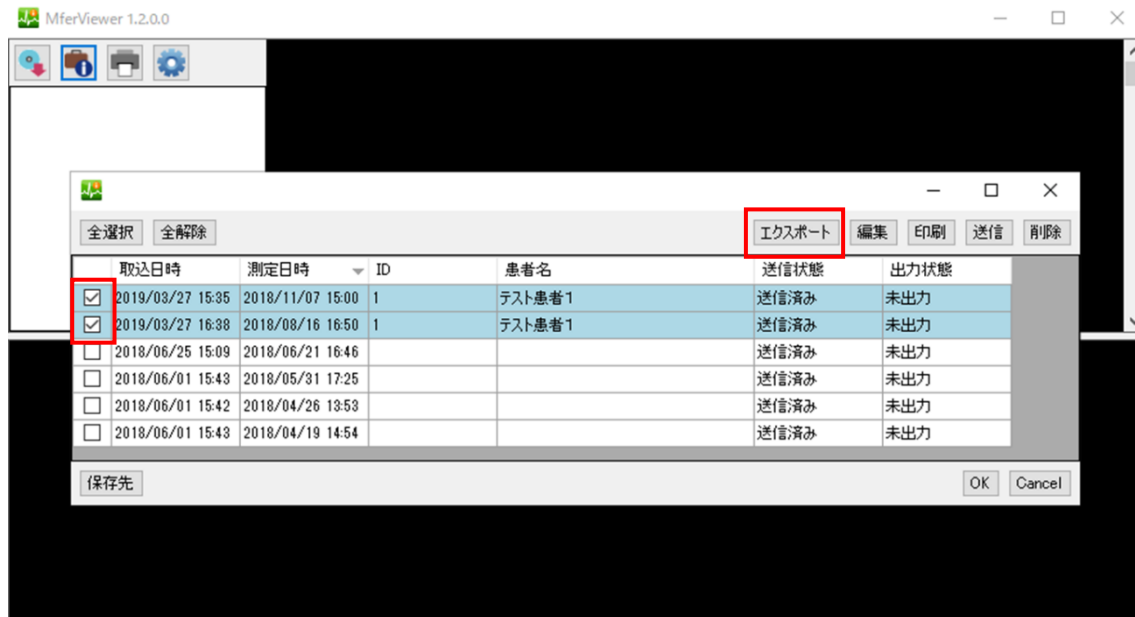 MferViewer 1.2.0.0
全選択 全解除 エクスポート 編集 印刷 送信 削除
取込日時 測定日時 ID 患者名 送信状態 出力状態
2019/03/27 15:35 2018/11/07 15:00 1 テスト患者1 送信済み 未出力
2019/03/27 16:38 2018/08/16 16:50 1 テスト患者1 送信済み 未出力
2018/06/25 15:09 2018/06/21 16:46 送信済み 未出力
2018/06/01 15:43 2018/05/31 17:25 送信済み 未出力
2018/06/01 15:42 2018/04/26 13:53 送信済み 未出力
2018/06/01 15:43 2018/04/19 14:54 送信済み 未出力
保存先 OK Cancel